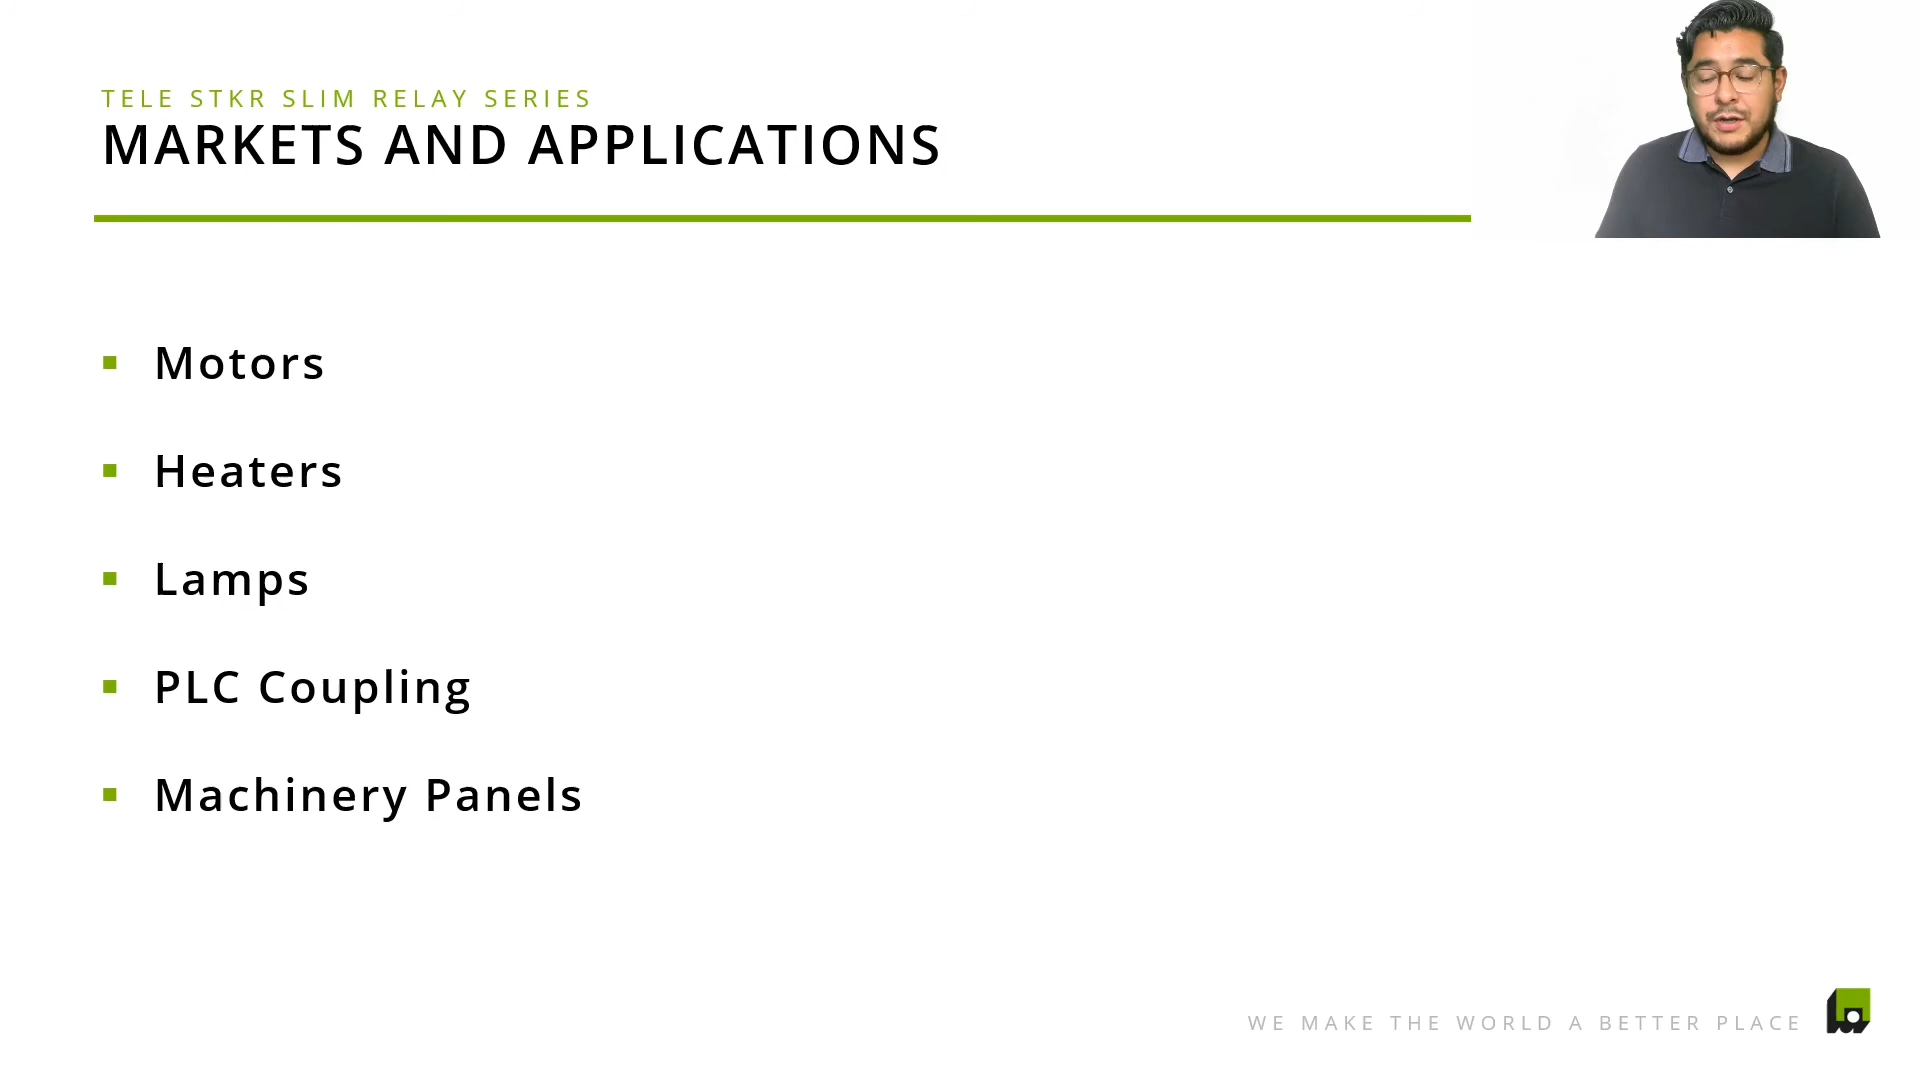 TELE STKR SLIM RELAY SERIES
MARKETS AND APPLICATIONS
Motors
Heaters
Lamps
PLC Coupling
Machinery Panels
WE MAKE THE WORLD A BETTER PLACE